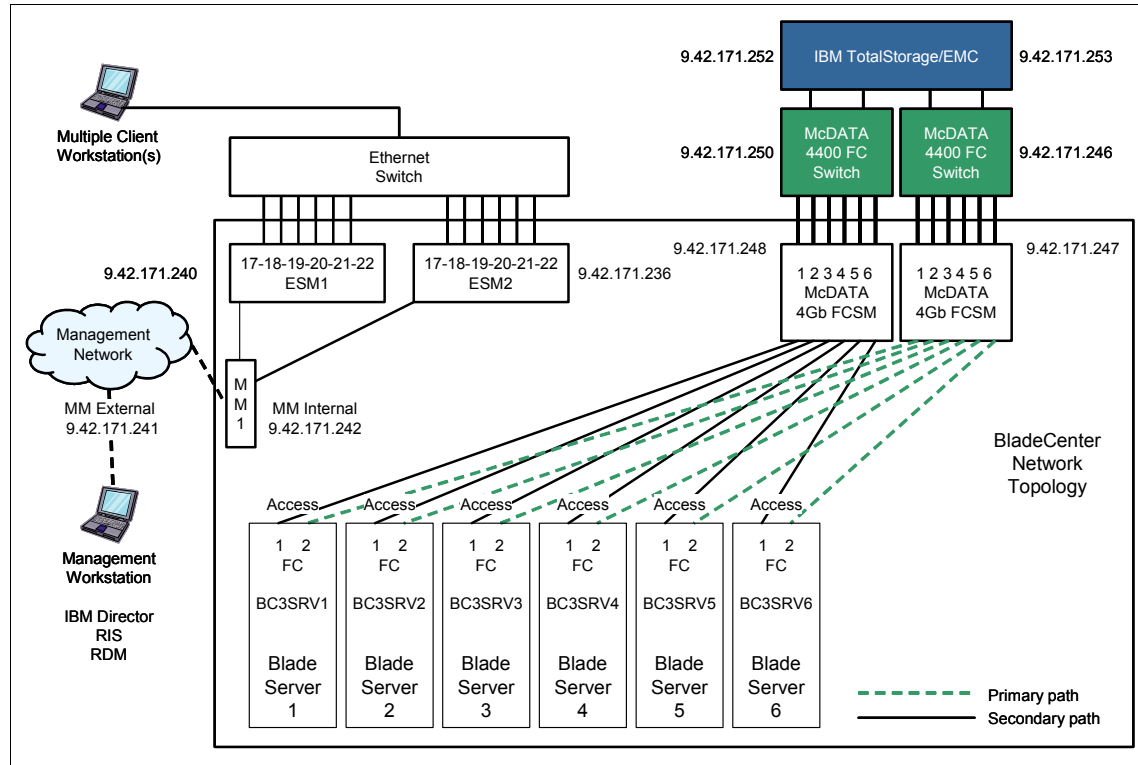 9.42.171.252
IBM TotalStorage/EMC
9.42.171.253
Multiple Client
Workstation(s)
Ethernet
Switch
9.42.171.250
McDATA
4400 FC
Switch
McDATA
4400 FC
Switch
9.42.171.246
9.42.171.240
17-18-19-20-21-22
ESM1
17-18-19-20-21-22
ESM2
9.42.171.236
9.42.171.248
1 2 3 4 5 6
McDATA
4Gb FCSM
1 2 3 4 5 6
McDATA
4Gb FCSM
9.42.171.247
Management
Network
MM External
9.42.171.241
M
M
1
MM Internal
9.42.171.242
BladeCenter
Network
Topology
Management
Workstation
IBM Director
RIS
RDM
Access
1 2
FC
BC3SRV1
Blade
Server
1
Access
1 2
FC
BC3SRV2
Blade
Server
2
Access
1 2
FC
BC3SRV3
Blade
Server
3
Access
1 2
FC
BC3SRV4
Blade
Server
4
Access
1 2
FC
BC3SRV5
Blade
Server
5
Access
1 2
FC
BC3SRV6
Blade
Server
6
Primary path
Secondary path